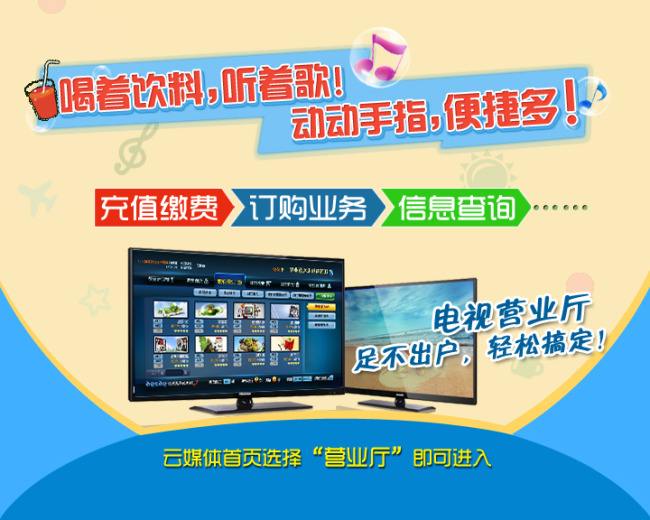 喝着饮料,听着歌!
动动手指,便捷多!
充值缴费 订购业务 信息查询……
电视营业厅
足不出户，轻松搞定!
云媒体首页选择“营业厅”即可进入